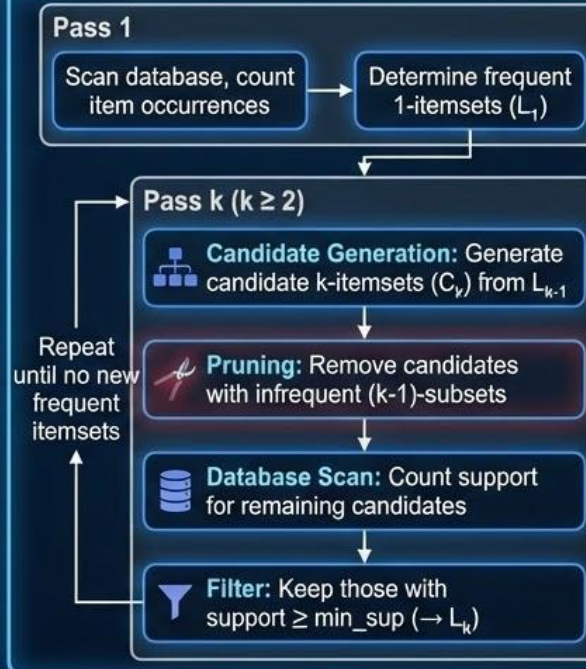 Pass 1
Scan database, count
item occurrences
Determine frequent
1-itemsets (L₁)
Pass k (k ≥ 2)
Candidate Generation: Generate
candidate k-itemsets (Cₖ) from Lₖ₋₁
Pruning: Remove candidates
with infrequent (k-1)-subsets
Database Scan: Count support
for remaining candidates
Filter: Keep those with
support ≥ min_sup (→ Lₖ)
Repeat
until no new
frequent
itemsets